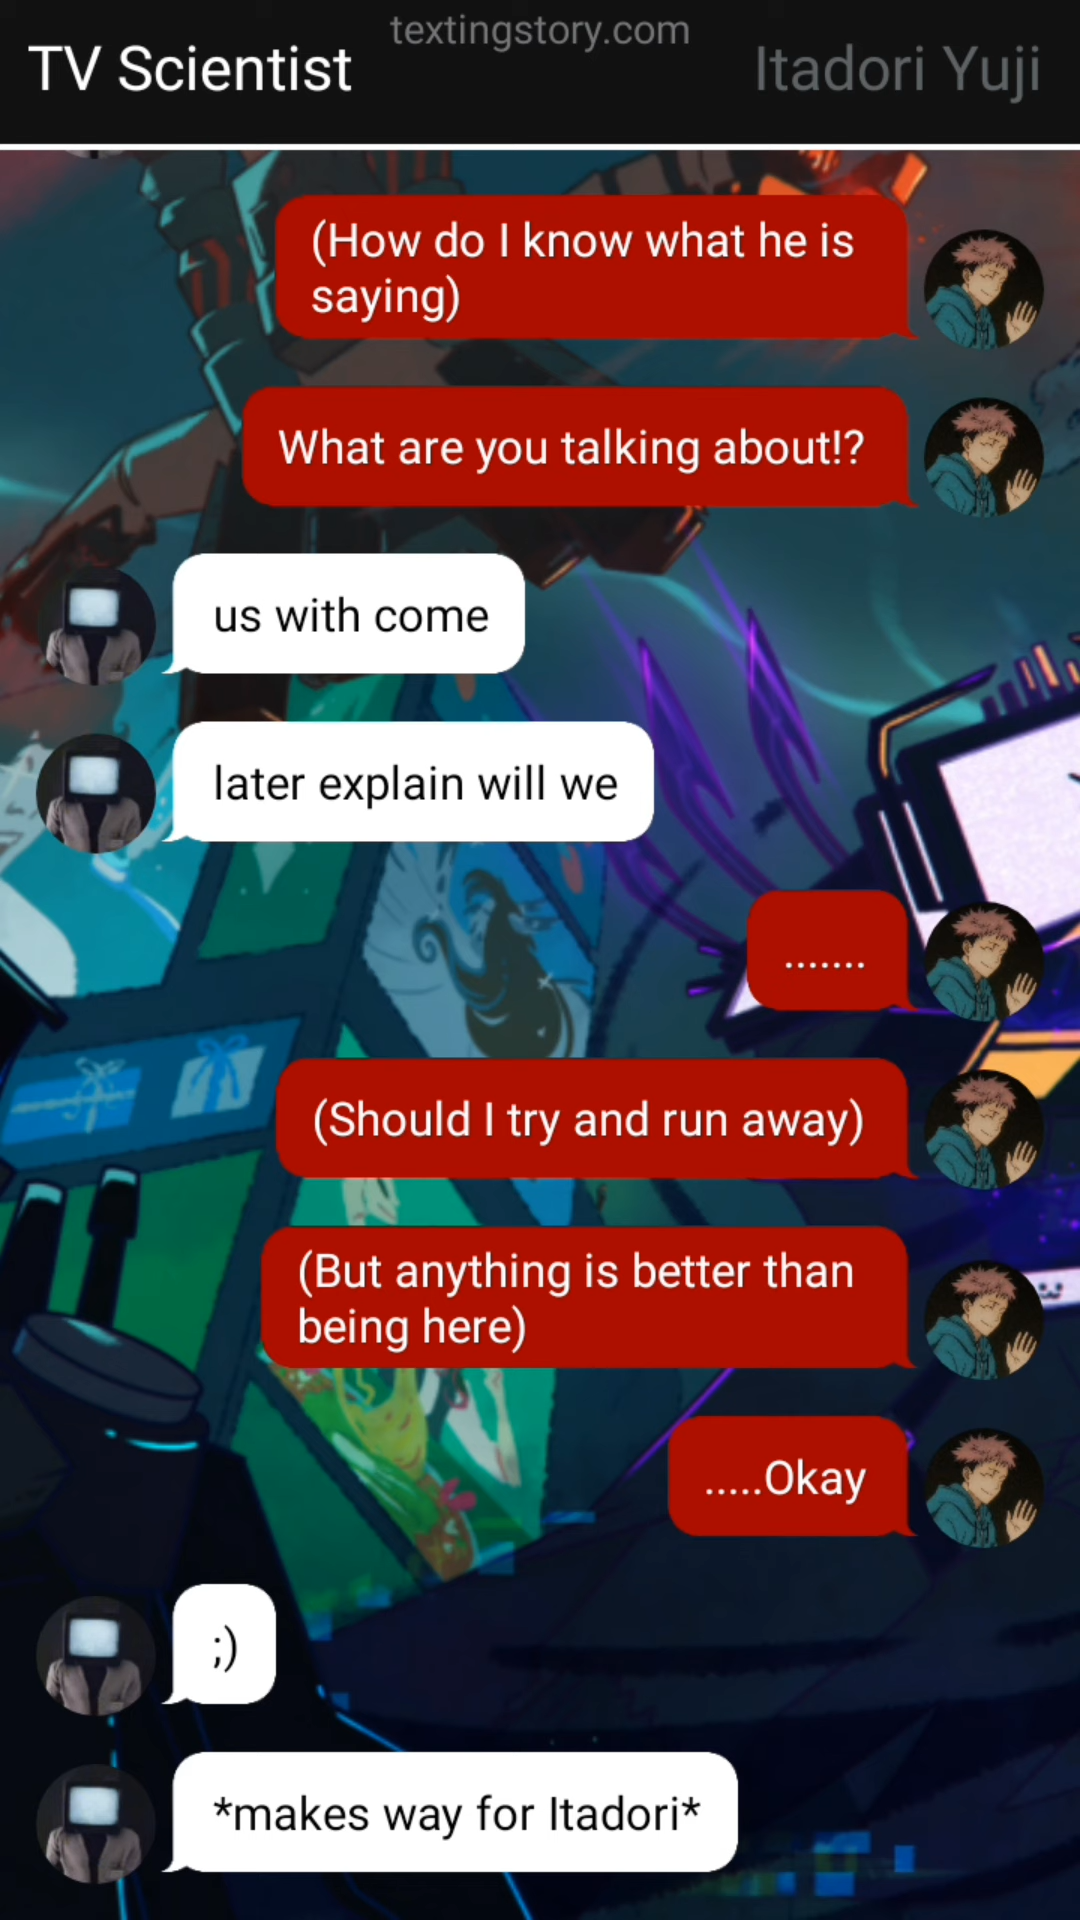 textingstory.com
TV Scientist
Itadori Yuji
(How do I know what he is
saying)
What are you talking about!?
us with come
later explain will we
.......
(Should I try and run away)
(But anything is better than
being here)
.....Okay
;)
*makes way for Itadori*